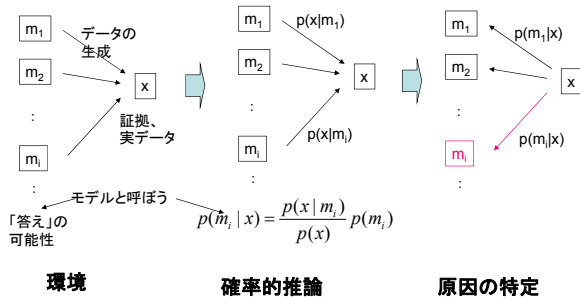 m1
データの
生成
m2
x
:
証拠、
実データ
mi
:
モデルと呼ぼう
「答え」の
可能性
環境
m1
p(x|m1)
m2
x
:
p(x|mi)
mi
:
p(mi | x) = p(x | mi) / p(x) p(mi)
確率的推論
m1
p(m1|x)
m2
x
:
p(mi|x)
mi
:
原因の特定